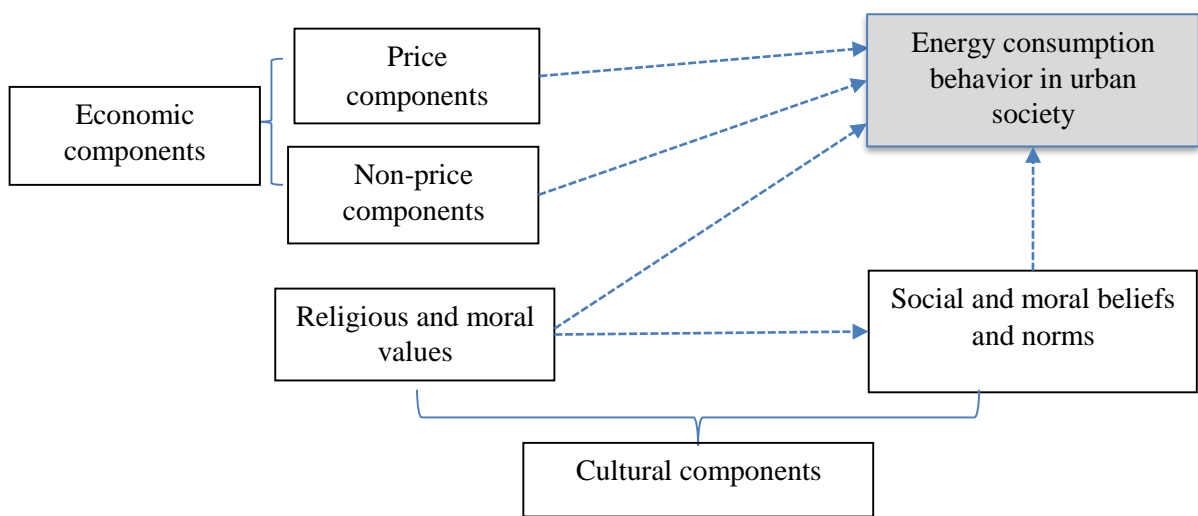 Price
components
Energy consumption
behavior in urban
society
Economic
components
Non-price
components
Religious and moral
values
Social and moral beliefs
and norms
Cultural components